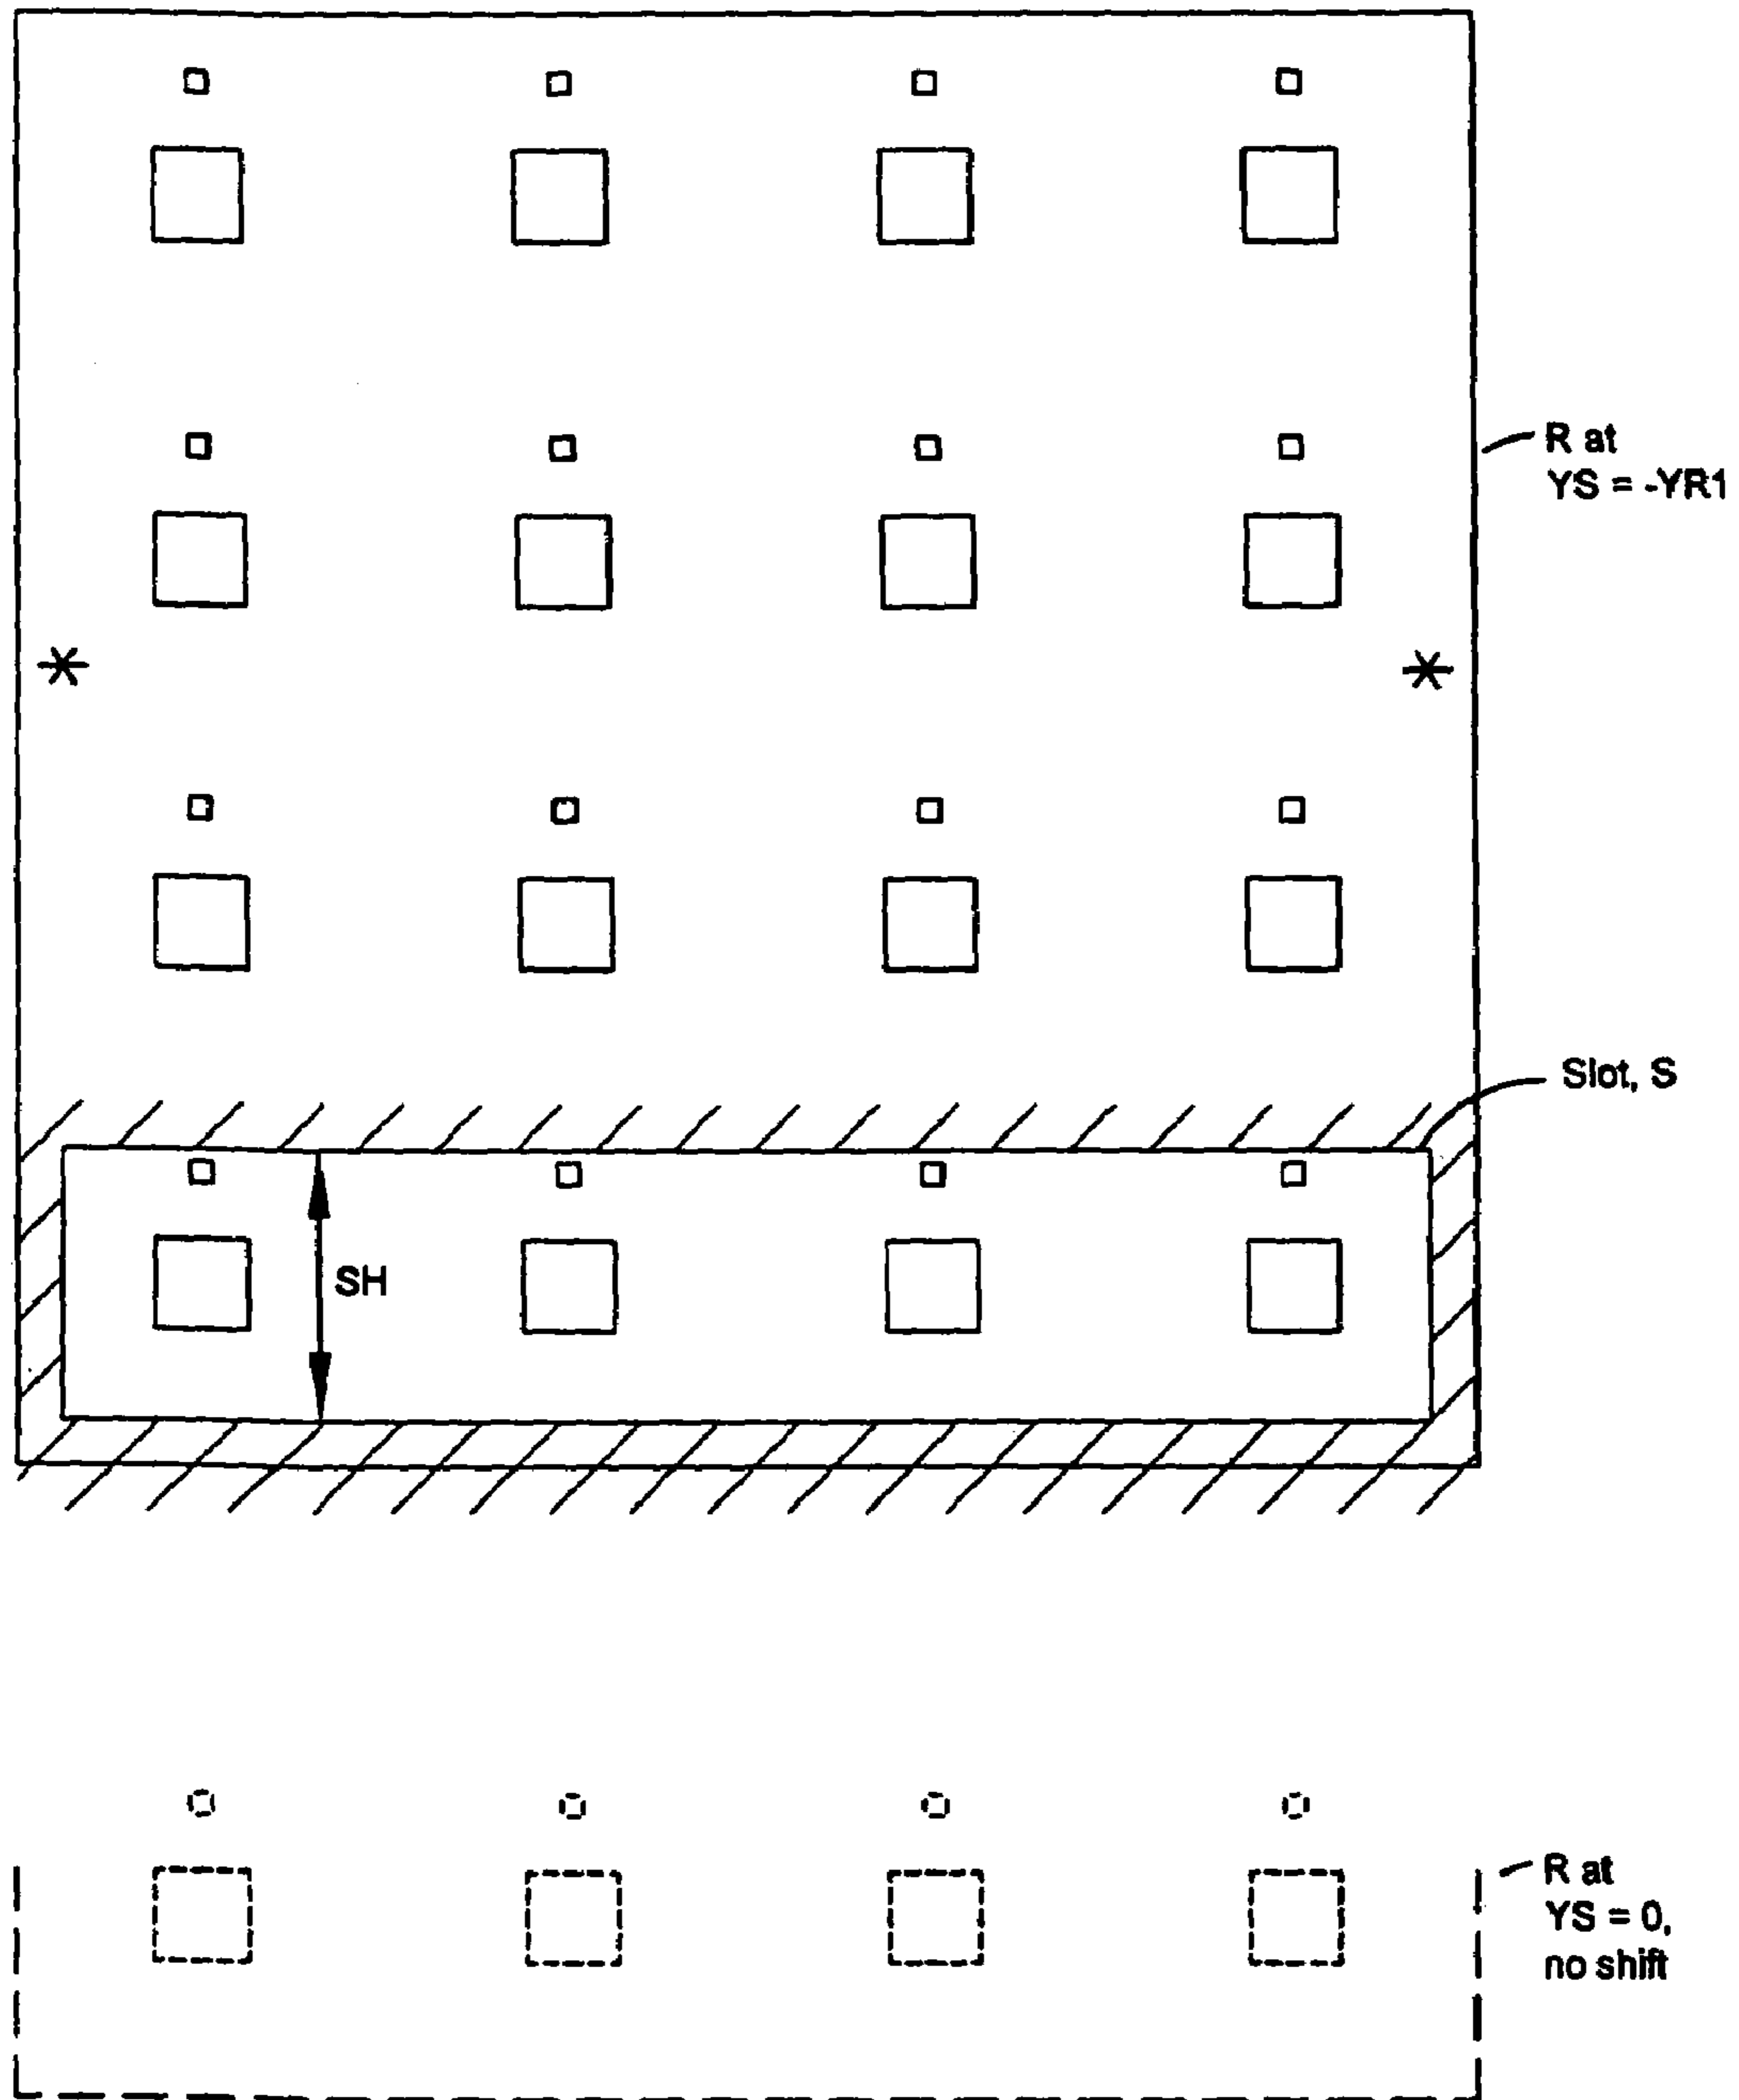 R at
YS = -YR1
Slot, S
SH
R at
YS = 0,
no shift